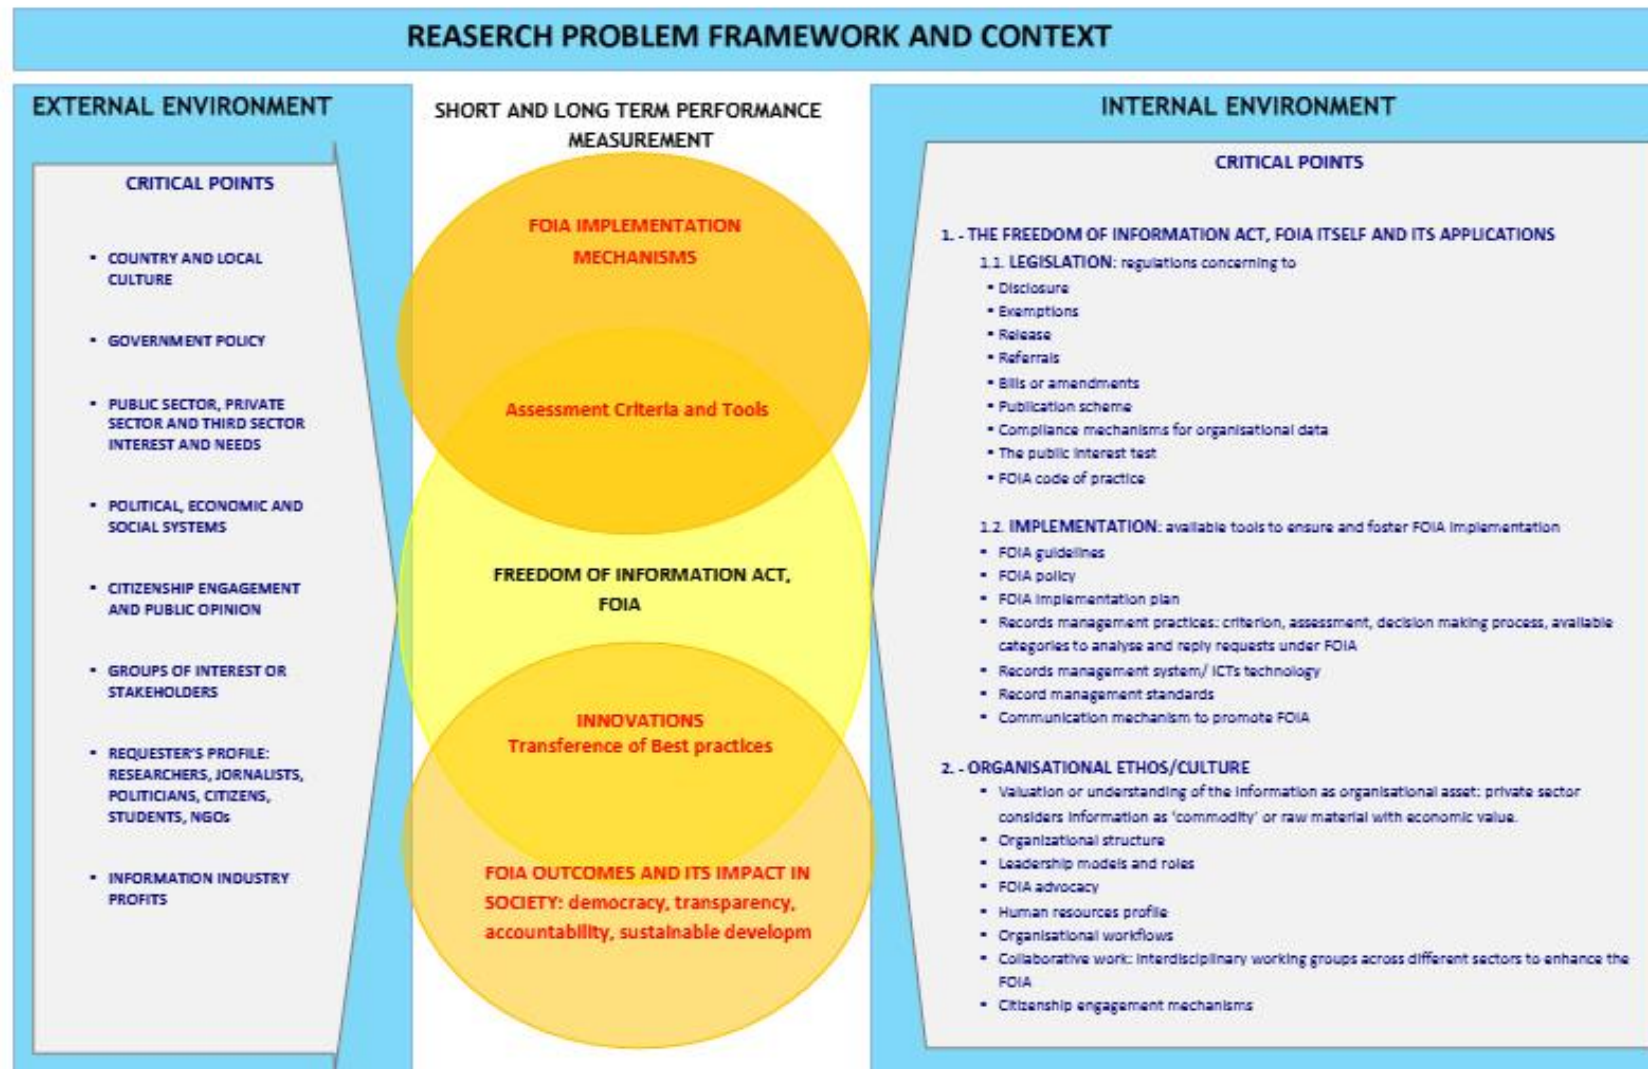 REASERCH PROBLEM FRAMEWORK AND CONTEXT
EXTERNAL ENVIRONMENT
CRITICAL POINTS
▪ COUNTRY AND LOCAL
CULTURE
▪ GOVERNMENT POLICY
▪ PUBLIC SECTOR, PRIVATE
SECTOR AND THIRD SECTOR
INTEREST AND NEEDS
▪ POLITICAL, ECONOMIC AND
SOCIAL SYSTEMS
▪ CITIZENSHIP ENGAGEMENT
AND PUBLIC OPINION
▪ GROUPS OF INTEREST OR
STAKEHOLDERS
▪ REQUESTER'S PROFILE:
RESEARCHERS, JORNALISTS,
POLITICIANS, CITIZENS,
STUDENTS, NGOs
▪ INFORMATION INDUSTRY
PROFITS
SHORT AND LONG TERM PERFORMANCE
MEASUREMENT
FOIA IMPLEMENTATION
MECHANISMS
Assessment Criteria and Tools
FREEDOM OF INFORMATION ACT,
FOIA
INNOVATIONS
Transference of Best practices
FOIA OUTCOMES AND ITS IMPACT IN
SOCIETY: democracy, transparency,
accountability, sustainable developm
INTERNAL ENVIRONMENT
CRITICAL POINTS
1. - THE FREEDOM OF INFORMATION ACT, FOIA ITSELF AND ITS APPLICATIONS
1.1. LEGISLATION: regulations concerning to
▪ Disclosure
▪ Exemptions
▪ Release
▪ Referrals
▪ Bills or amendments
▪ Publication scheme
▪ Compliance mechanisms for organisational data
▪ The public interest test
▪ FOIA code of practice
1.2. IMPLEMENTATION: available tools to ensure and foster FOIA implementation
▪ FOIA guidelines
▪ FOIA policy
▪ FOIA implementation plan
▪ Records management practices: criterion, assessment, decision making process, available
categories to analyse and reply requests under FOIA
▪ Records management system/ ICTs technology
▪ Record management standards
▪ Communication mechanism to promote FOIA
2. - ORGANISATIONAL ETHOS/CULTURE
▪ Valuation or understanding of the information as organisational asset: private sector
considers information as 'commodity' or raw material with economic value.
▪ Organizational structure
▪ Leadership models and roles
▪ FOIA advocacy
▪ Human resources profile
▪ Organisational workflows
▪ Collaborative work: interdisciplinary working groups across different sectors to enhance the
FOIA
▪ Citizenship engagement mechanisms